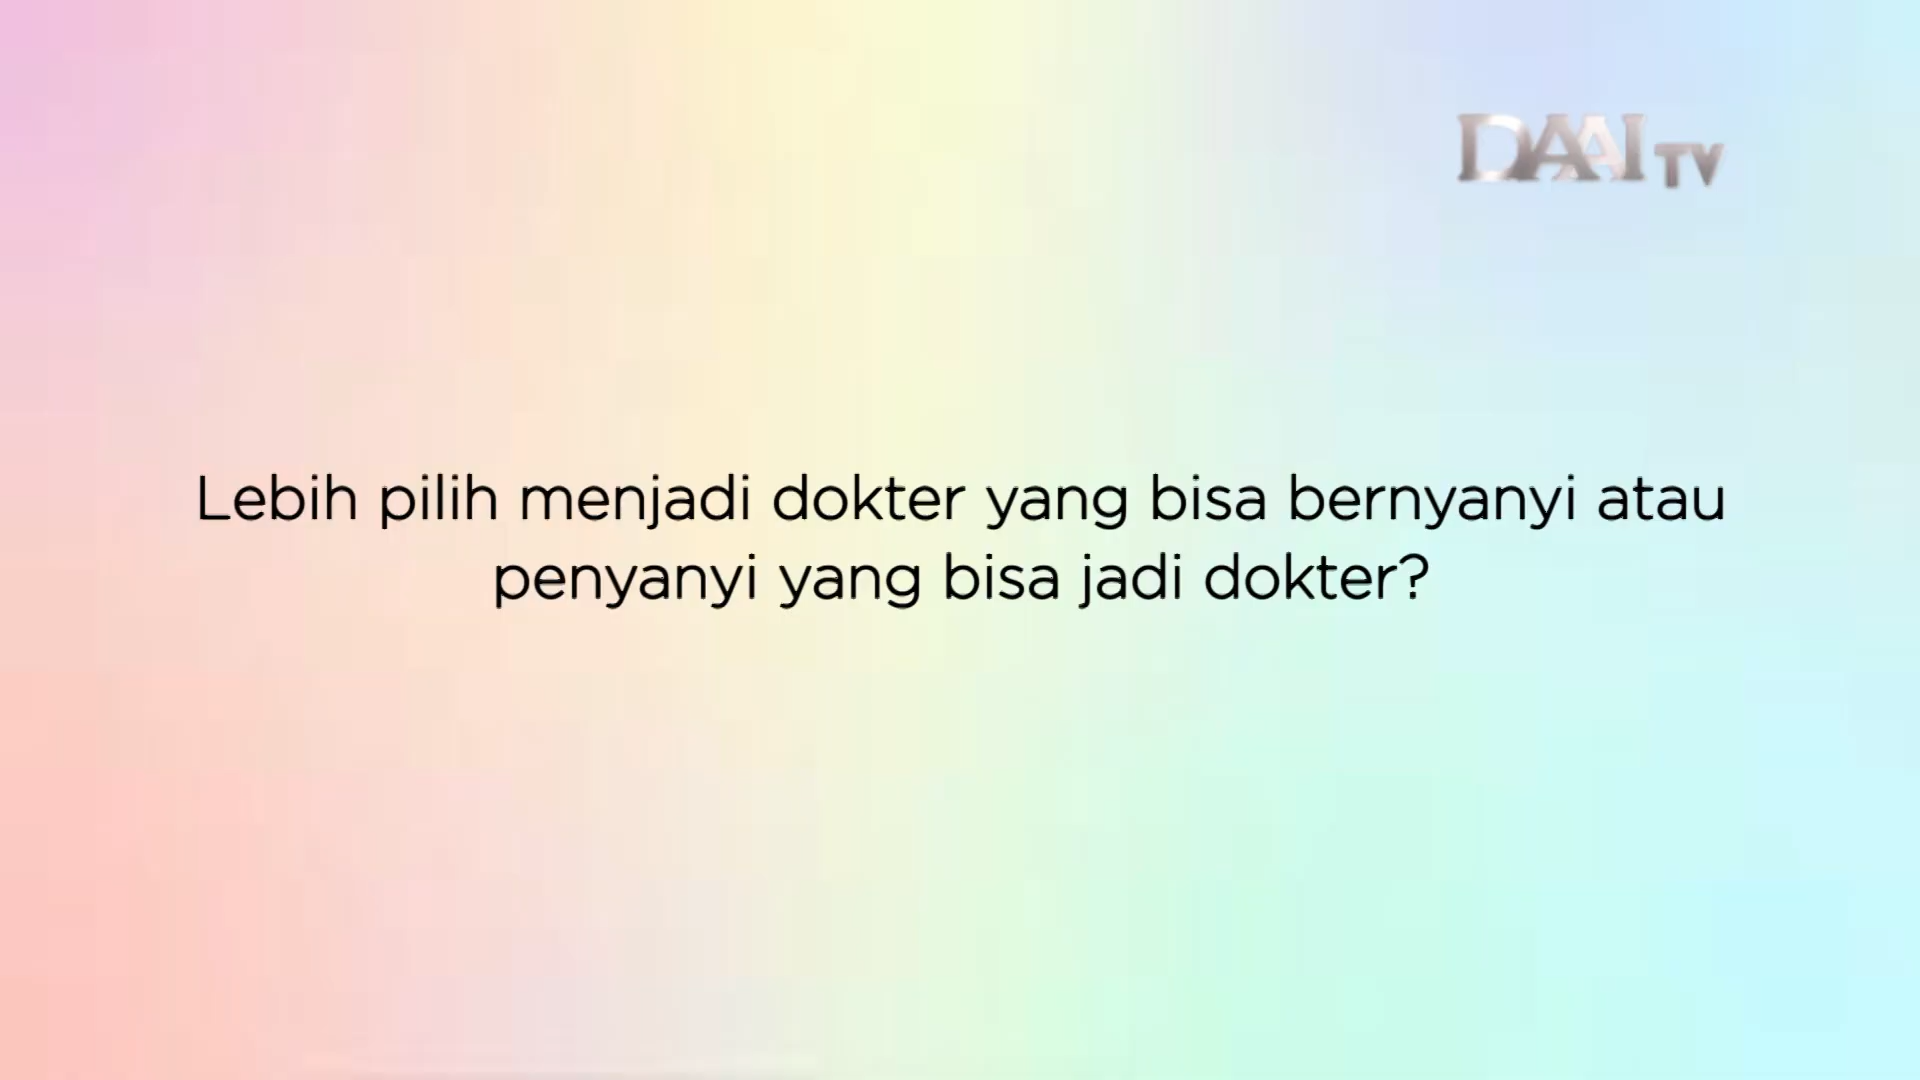 DAAI TV
Lebih pilih menjadi dokter yang bisa bernyanyi atau
penyanyi yang bisa jadi dokter?